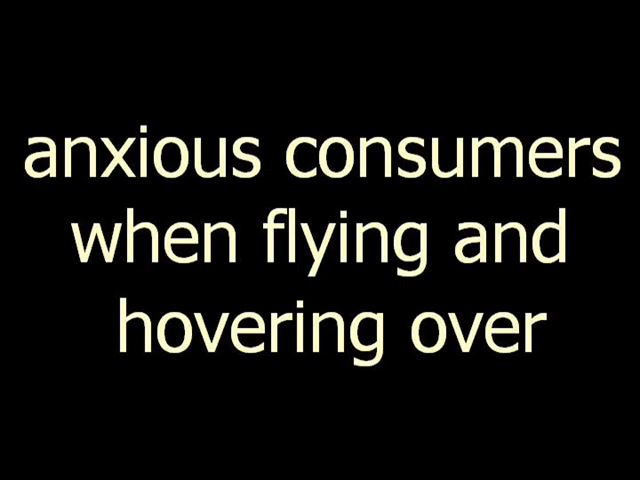 anxious consumers
when flying and
hovering over